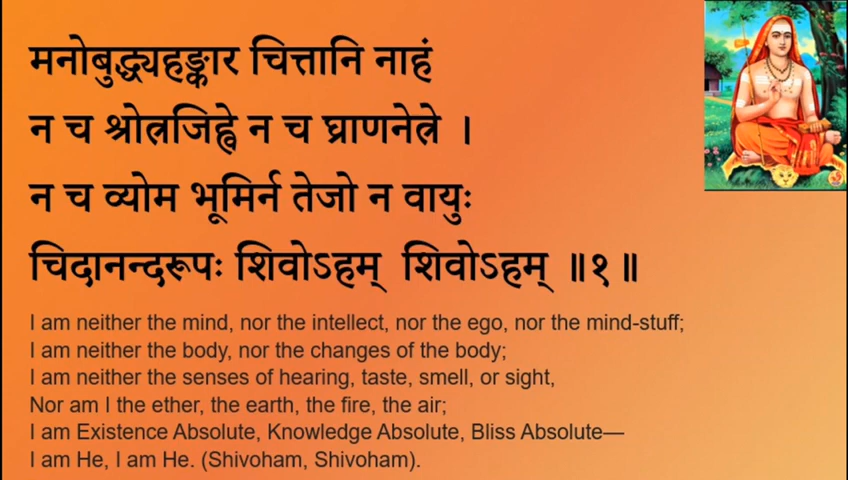 मनोबुद्ध्यहङ्कार चित्तानि नाहं
न च श्रोत्रजिह्वे न च घ्राणनेत्रे ।
न च व्योम भूमिर्न तेजो न वायुः
चिदानन्दरूपः शिवोऽहम् शिवोऽहम् ॥१॥
I am neither the mind, nor the intellect, nor the ego, nor the mind-stuff;
I am neither the body, nor the changes of the body;
I am neither the senses of hearing, taste, smell, or sight,
Nor am I the ether, the earth, the fire, the air;
I am Existence Absolute, Knowledge Absolute, Bliss Absolute—
I am He, I am He. (Shivoham, Shivoham).